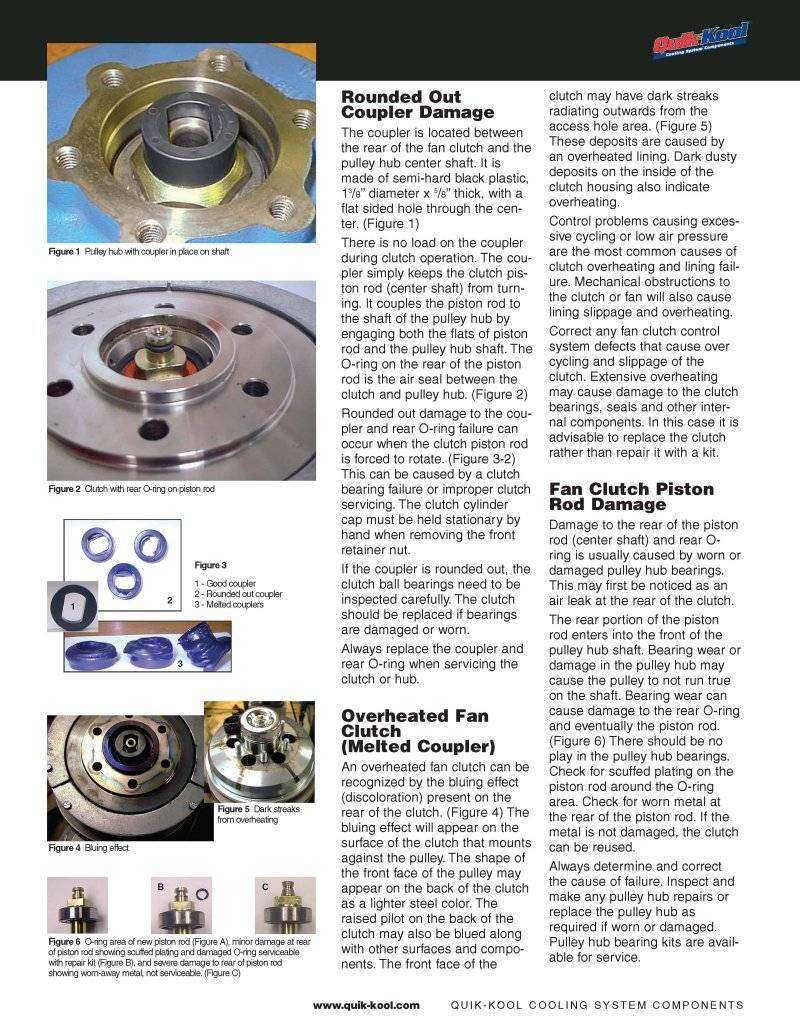 Quik-Kool
Cooling System Components
Figure 1 Pulley hub with coupler in place on shaft
Figure 2 Clutch with rear O-ring on piston rod
1
2
3
Figure 3
1 - Good coupler
2 - Rounded out coupler
3 - Melted couplers
Figure 5 Dark streaks
from overheating
Figure 4 Bluing effect
B
C
Figure 6 O-ring area of new piston rod (Figure A), minor damage at rear
of piston rod showing scuffed plating and damaged O-ring serviceable
with repair kit (Figure B), and severe damage to rear of piston rod
showing worn-away metal, not serviceable. (Figure C)
Rounded Out
Coupler Damage
The coupler is located between
the rear of the fan clutch and the
pulley hub center shaft. It is
made of semi-hard black plastic,
1³/₈” diameter x ⁵/₈” thick, with a
flat sided hole through the cen-
ter. (Figure 1)
There is no load on the coupler
during clutch operation. The cou-
pler simply keeps the clutch pis-
ton rod (center shaft) from turn-
ing. It couples the piston rod to
the shaft of the pulley hub by
engaging both the flats of piston
rod and the pulley hub shaft. The
O-ring on the rear of the piston
rod is the air seal between the
clutch and pulley hub. (Figure 2)
Rounded out damage to the cou-
pler and rear O-ring failure can
occur when the clutch piston rod
is forced to rotate. (Figure 3-2)
This can be caused by a clutch
bearing failure or improper clutch
servicing. The clutch cylinder
cap must be held stationary by
hand when removing the front
retainer nut.
If the coupler is rounded out, the
clutch ball bearings need to be
inspected carefully. The clutch
should be replaced if bearings
are damaged or worn.
Always replace the coupler and
rear O-ring when servicing the
clutch or hub.
Overheated Fan
Clutch
(Melted Coupler)
An overheated fan clutch can be
recognized by the bluing effect
(discoloration) present on the
rear of the clutch. (Figure 4) The
bluing effect will appear on the
surface of the clutch that mounts
against the pulley. The shape of
the front face of the pulley may
appear on the back of the clutch
as a lighter steel color. The
raised pilot on the back of the
clutch may also be blued along
with other surfaces and compo-
nents. The front face of the
clutch may have dark streaks
radiating outwards from the
access hole area. (Figure 5)
These deposits are caused by
an overheated lining. Dark dusty
deposits on the inside of the
clutch housing also indicate
overheating.
Control problems causing exces-
sive cycling or low air pressure
are the most common causes of
clutch overheating and lining fail-
ure. Mechanical obstructions to
the clutch or fan will also cause
lining slippage and overheating.
Correct any fan clutch control
system defects that cause over
cycling and slippage of the
clutch. Extensive overheating
may cause damage to the clutch
bearings, seals and other inter-
nal components. In this case it is
advisable to replace the clutch
rather than repair it with a kit.
Fan Clutch Piston
Rod Damage
Damage to the rear of the piston
rod (center shaft) and rear O-
ring is usually caused by worn or
damaged pulley hub bearings.
This may first be noticed as an
air leak at the rear of the clutch.
The rear portion of the piston
rod enters into the front of the
pulley hub shaft. Bearing wear or
damage in the pulley hub may
cause the pulley to not run true
on the shaft. Bearing wear can
cause damage to the rear O-ring
and eventually the piston rod.
(Figure 6) There should be no
play in the pulley hub bearings.
Check for scuffed plating on the
piston rod around the O-ring
area. Check for worn metal at
the rear of the piston rod. If the
metal is not damaged, the clutch
can be reused.
Always determine and correct
the cause of failure. Inspect and
make any pulley hub repairs or
replace the pulley hub as
required if worn or damaged.
Pulley hub bearing kits are avail-
able for service.
www.quik-kool.com QUIK-KOOL COOLING SYSTEM COMPONENTS